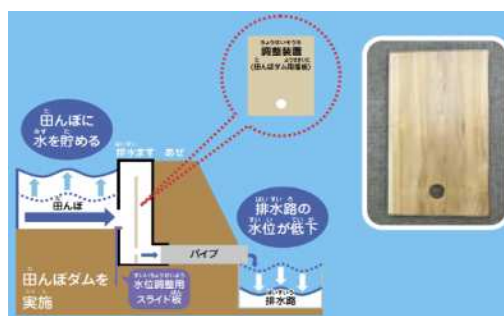 調整装置
(田んぼダム用堰板)
田んぼに
水を貯める
排水ます
あぜ
田んぼ
排水路の
水位が低下
パイプ
田んぼダムを
実施
水位調整用
スライド板
排水路